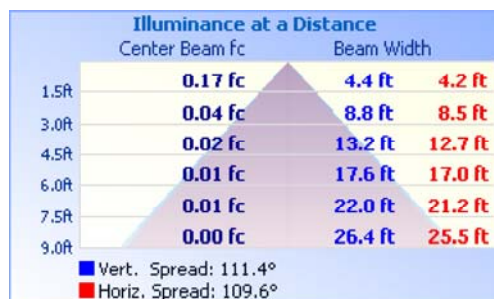 Illuminance at a Distance
Center Beam fc Beam Width
1.5ft 0.17 fc 4.4 ft 4.2 ft
3.0ft 0.04 fc 8.8 ft 8.5 ft
4.5ft 0.02 fc 13.2 ft 12.7 ft
6.0ft 0.01 fc 17.6 ft 17.0 ft
7.5ft 0.01 fc 22.0 ft 21.2 ft
9.0ft 0.00 fc 26.4 ft 25.5 ft
Vert. Spread: 111.4°
Horiz. Spread: 109.6°